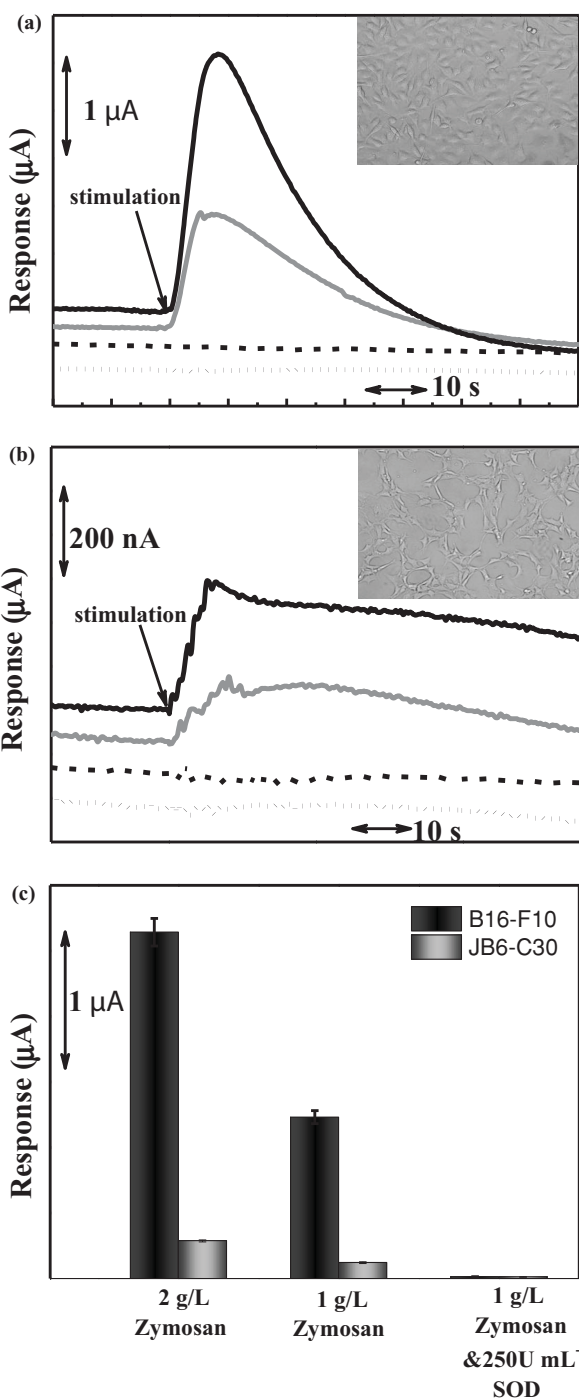 (a)
1 μA
stimulation
Response (μA)
10 s
(b)
200 nA
stimulation
Response (μA)
10 s
(c)
B16-F10
JB6-C30
1 μA
Response (μA)
2 g/L
Zymosan
1 g/L
Zymosan
1 g/L
Zymosan
&250U mL⁻
SOD